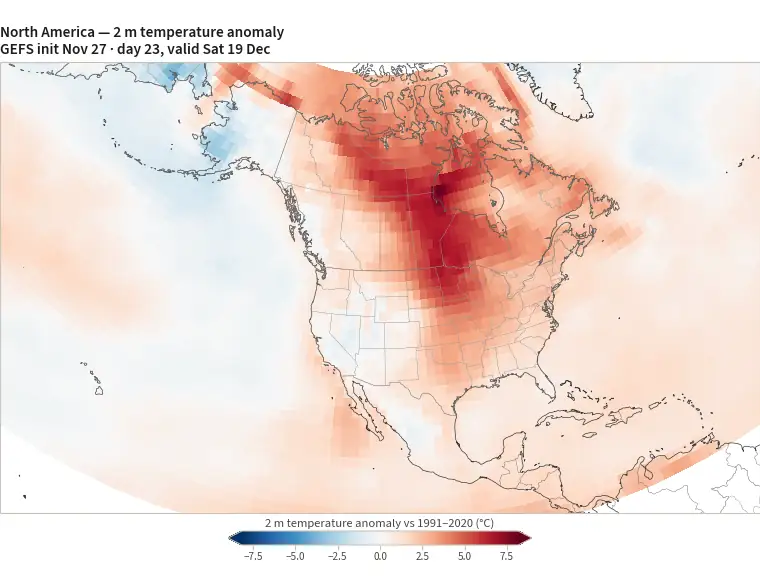 North America — 2 m temperature anomaly
GEFS init Nov 27 · day 23, valid Sat 19 Dec
2 m temperature anomaly vs 1991–2020 (°C)
−7.5 −5.0 −2.5 0.0 2.5 5.0 7.5